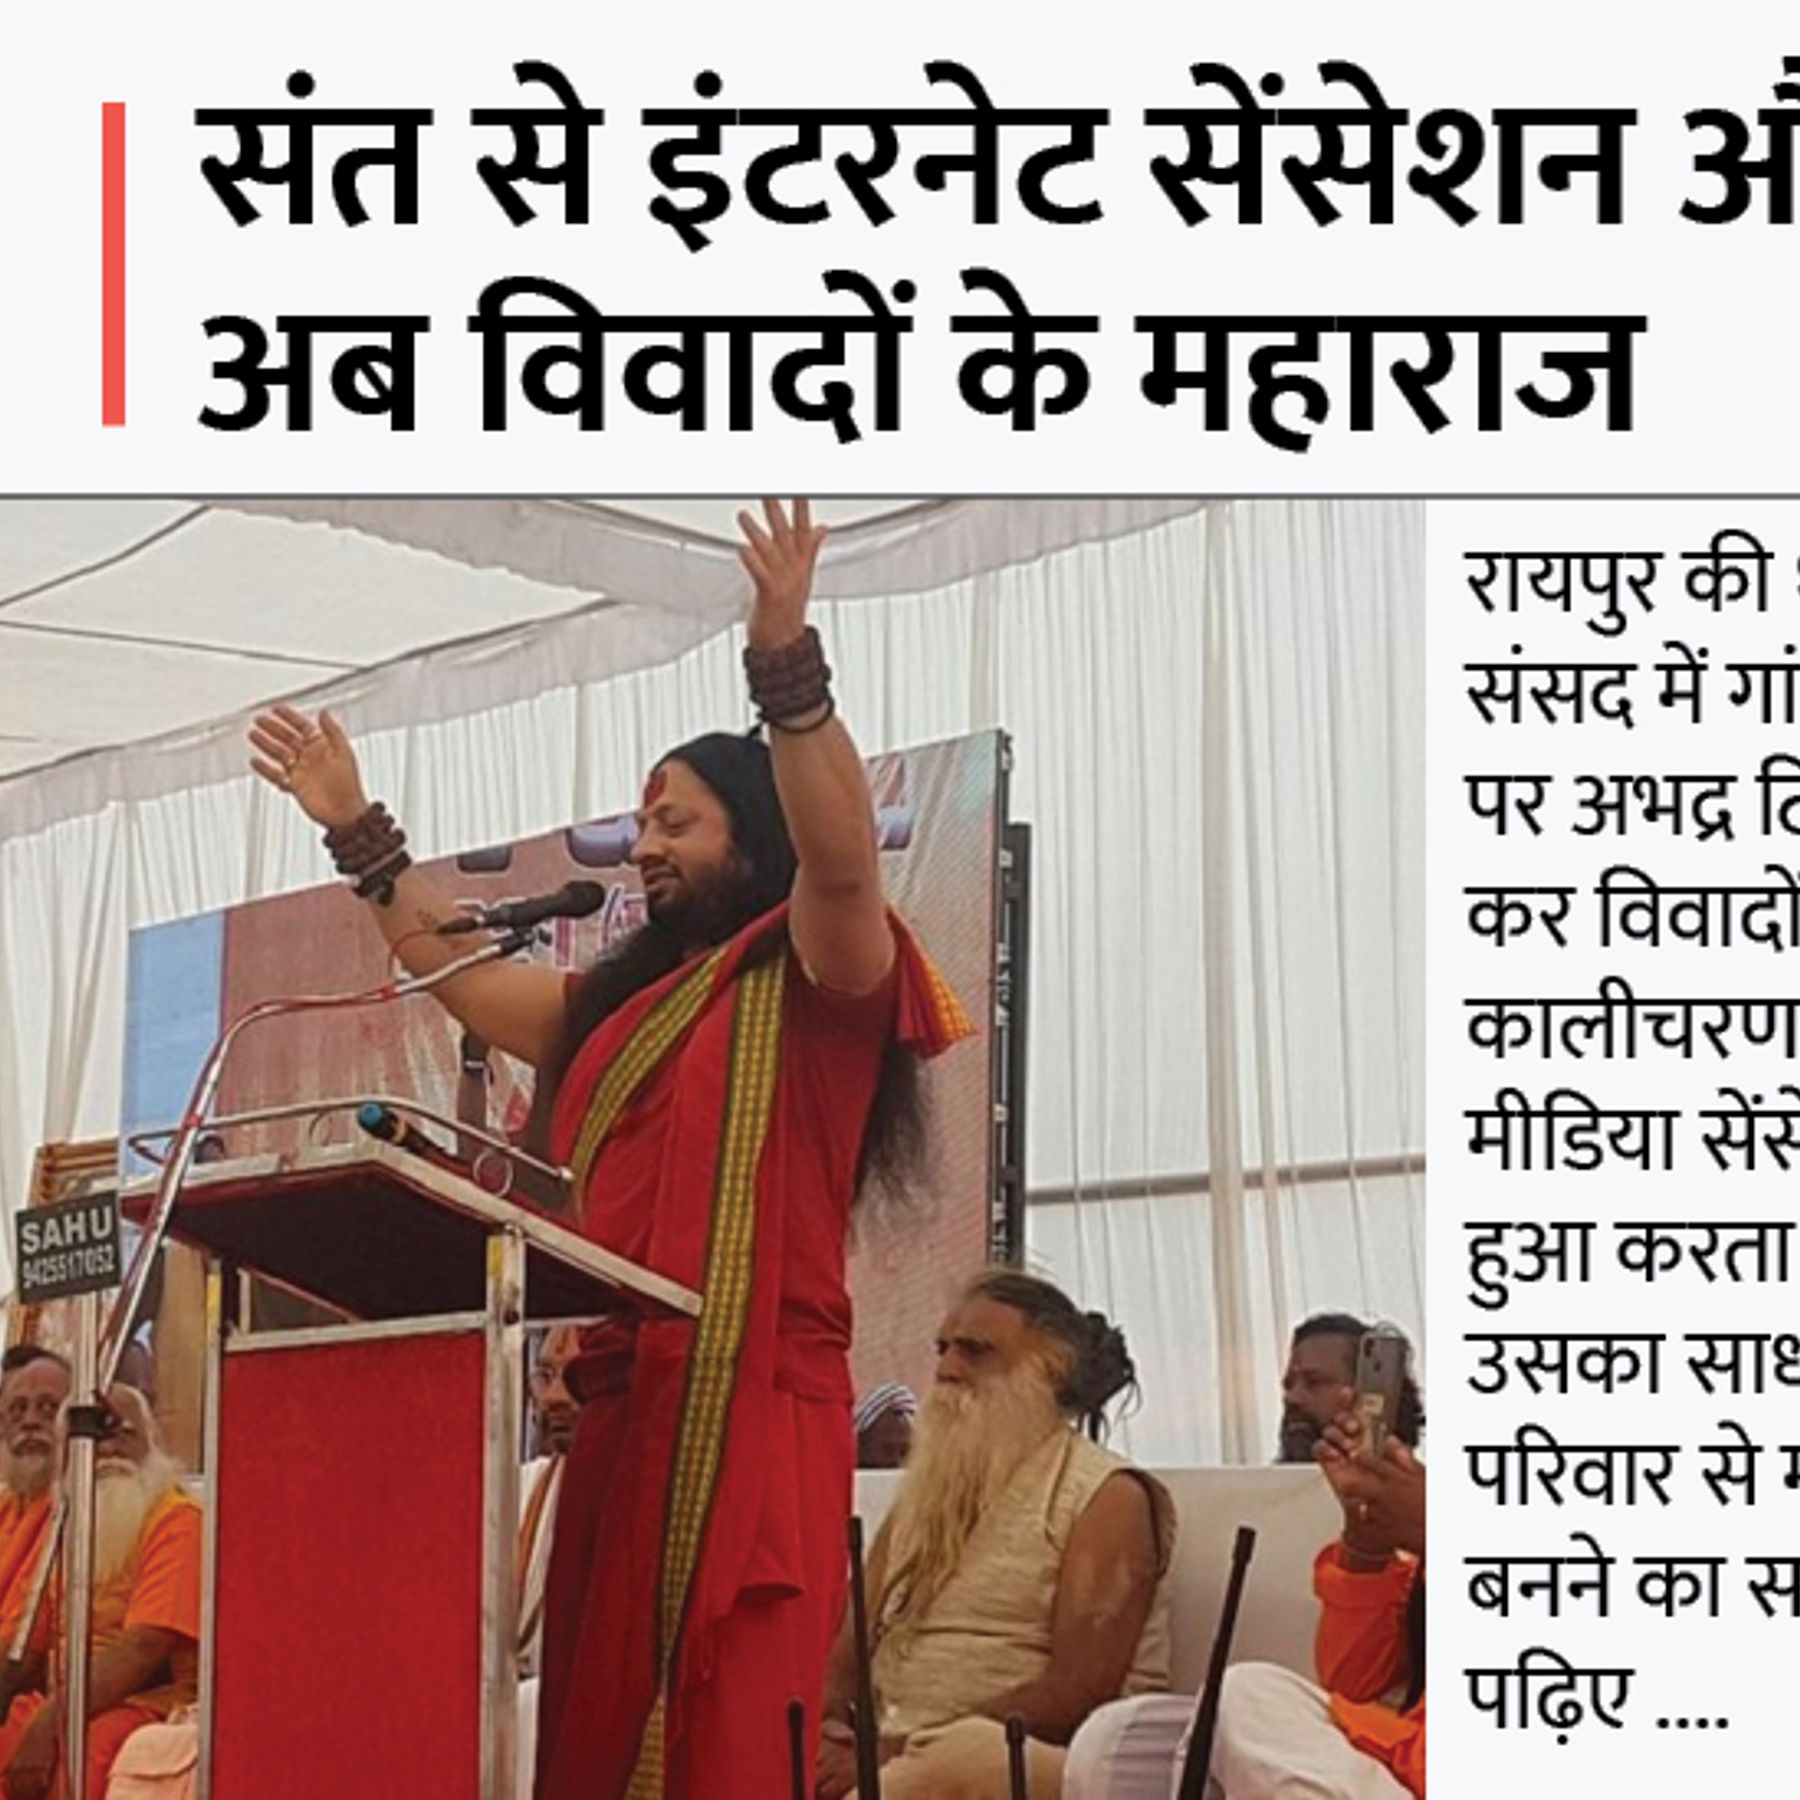 संत से इंटरनेट सेंसेशन
अब विवादों के महाराज
रायपुर की
संसद में
पर अभद्र
कर विवादों
कालीचरण
मीडिया
हुआ करता
उसका
परिवार से
बनने का
पढ़िए ....
SAHU
9425517052